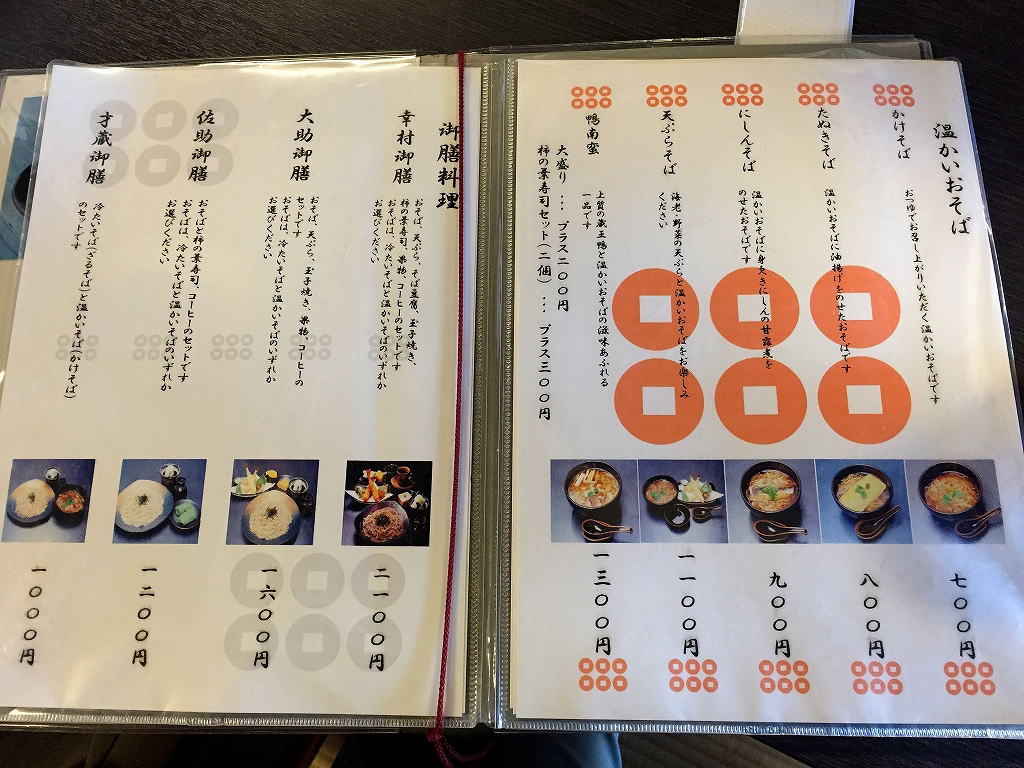 温かいおそば
かけそば
おつゆでお召し上がりいただく温かいおそばです
七〇〇円
たぬきそば
温かいおそばに油揚げをのせたおそばです
八〇〇円
にしんそば
温かいおそばに身欠きにしんの甘露煮を
のせたおそばです
九〇〇円
天ぷらそば
海老・野菜の天ぷらと温かいおそばをお楽しみ
ください
一一〇〇円
鴨南蛮
上質の蔵王鴨と温かいおそばの滋味あふれる
一品です
一三〇〇円
大盛り … プラス二〇〇円
柿の葉寿司セット(二個) … プラス三〇〇円
御膳料理
幸村御膳
おそば、天ぷら、そば豆腐、玉子焼き、
柿の葉寿司、果物、コーヒーのセットです
おそばは、冷たいそばと温かいそばのいずれか
お選びください
二一〇〇円
大助御膳
おそば、天ぷら、玉子焼き、果物、コーヒーの
セットです
おそばは、冷たいそばと温かいそばのいずれか
お選びください
一六〇〇円
佐助御膳
おそばと柿の葉寿司、コーヒーのセットです
おそばは、冷たいそばと温かいそばのいずれか
お選びください
一二〇〇円
才蔵御膳
冷たいそば(ざるそば)と温かいそば(かけそば)
のセットです
一〇〇〇円